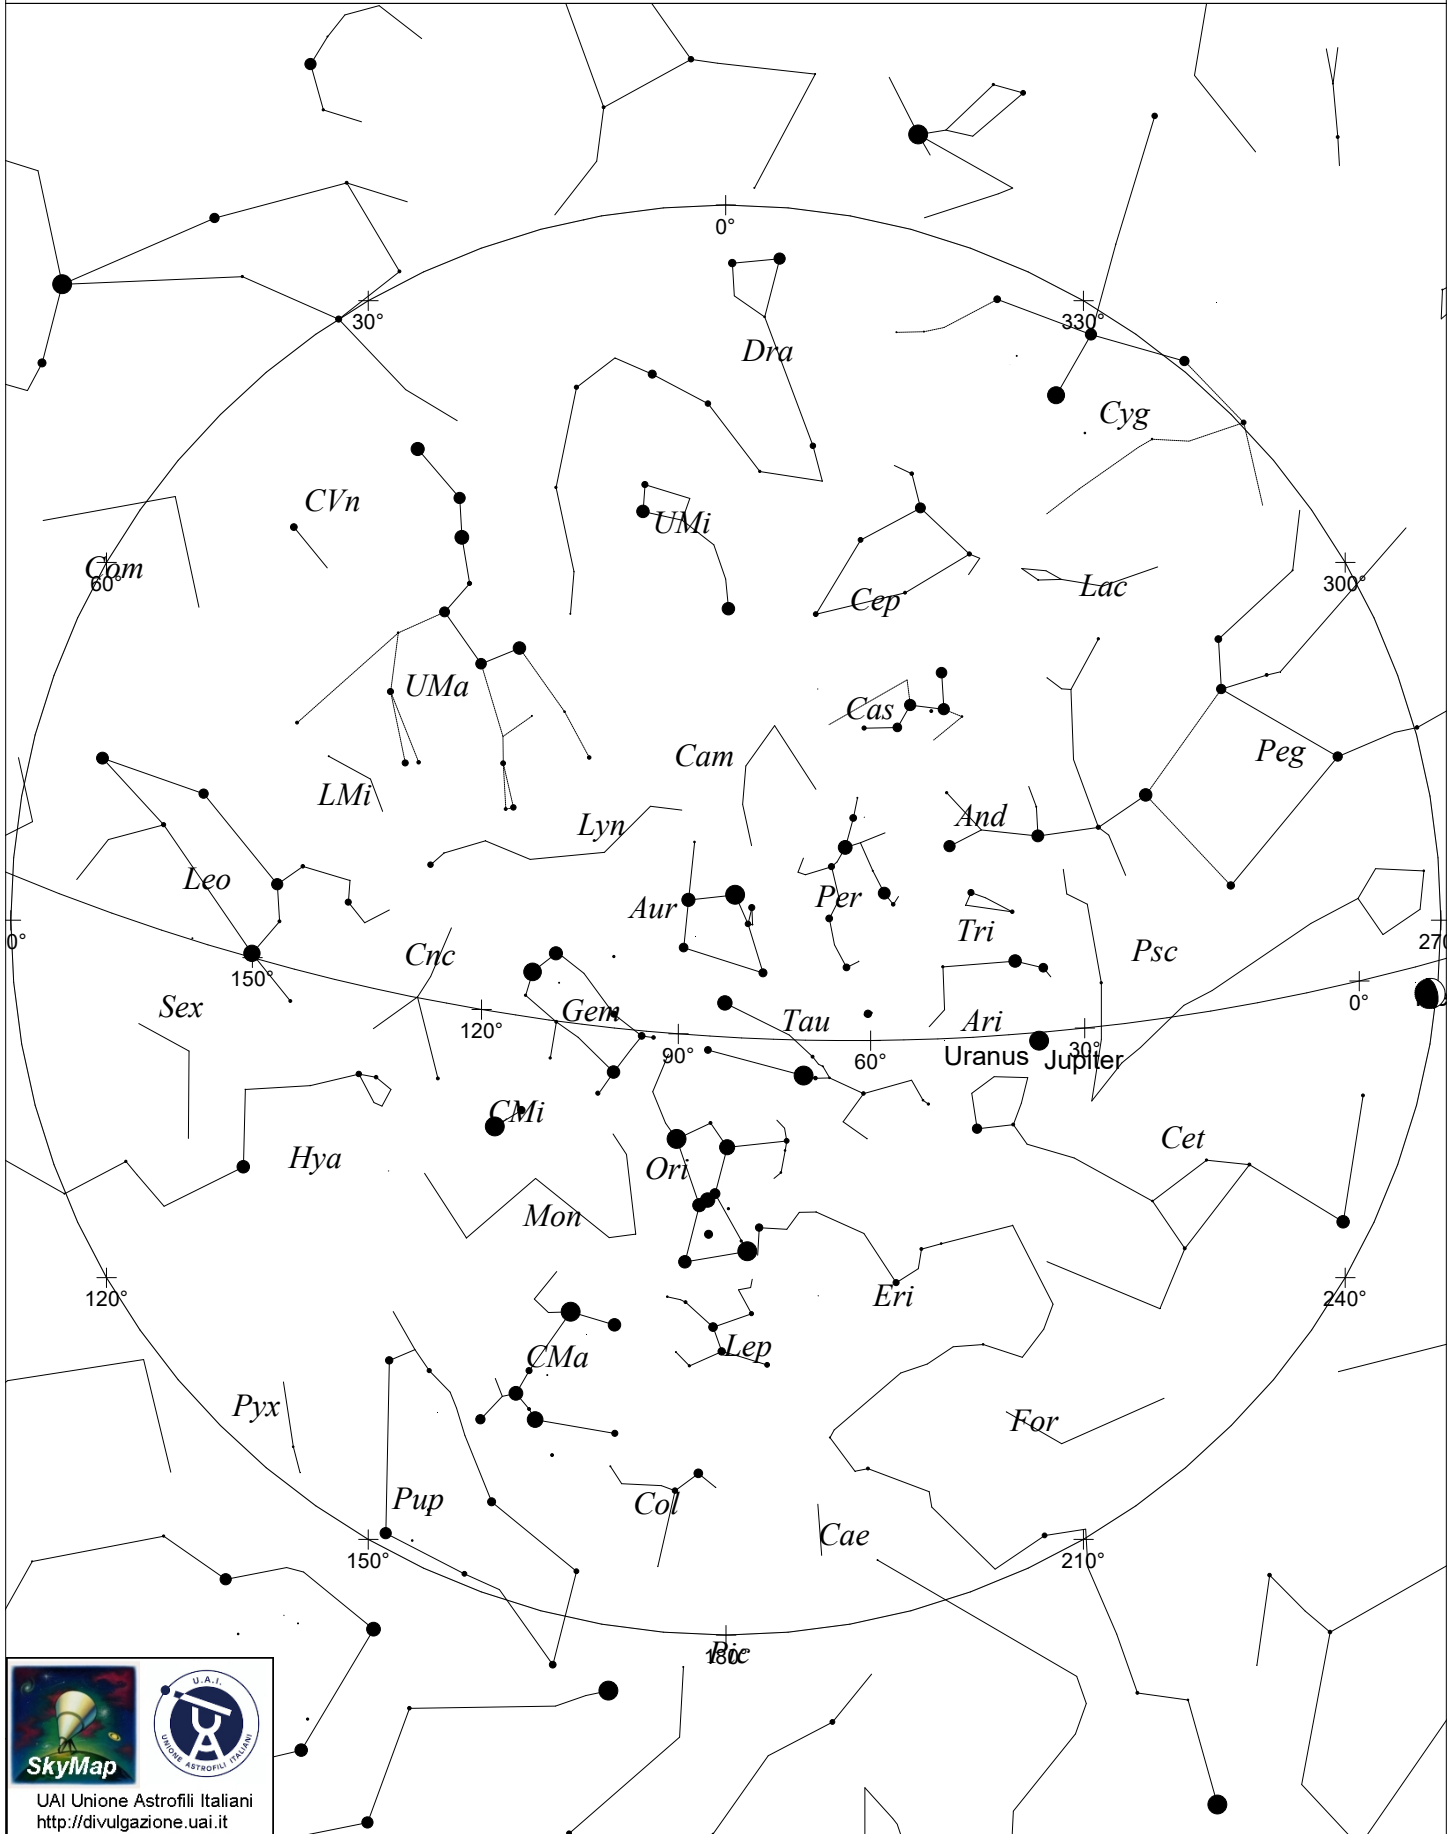 0°
30°
330°
Dra
Cyg
CVn
UMi
Com
60°
300°
Cep
Lac
UMa
Cas
Peg
Cam
LMi
And
Lyn
Leo
Per
Aur
Tri
0°
270
Psc
Cnc
150°
0°
Sex
120°
Gem
Tau
Ari
30°
90°
60°
Uranus
Jupiter
CMi
Cet
Hya
Ori
Mon
Eri
120°
240°
Lep
CMa
Pyx
For
Pup
Col
Cae
150°
210°
Pic
180°
U.A.I.
UNIONE ASTROFILI ITALIANI
SkyMap
UAI Unione Astrofili Italiani
http://divulgazione.uai.it